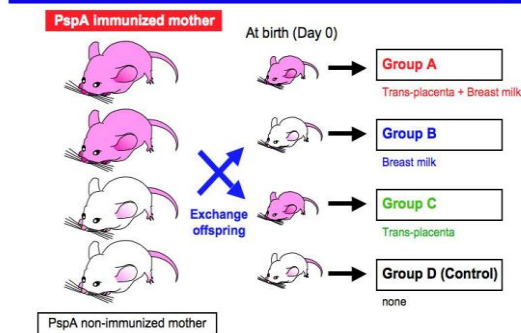 PspA immunized mother
At birth (Day 0)
Group A
Trans-placenta + Breast milk
Group B
Breast milk
Exchange
offspring
Group C
Trans-placenta
Group D (Control)
none
PspA non-immunized mother